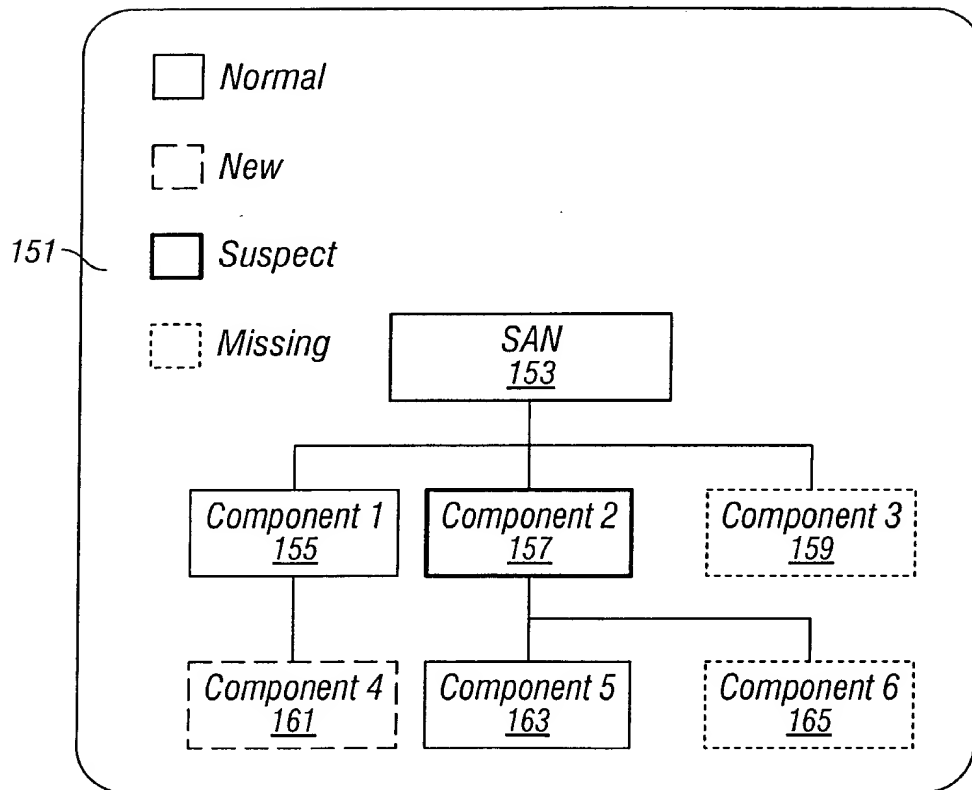 Normal
New
151
Suspect
Missing
SAN
153
Component 1
155
Component 2
157
Component 3
159
Component 4
161
Component 5
163
Component 6
165